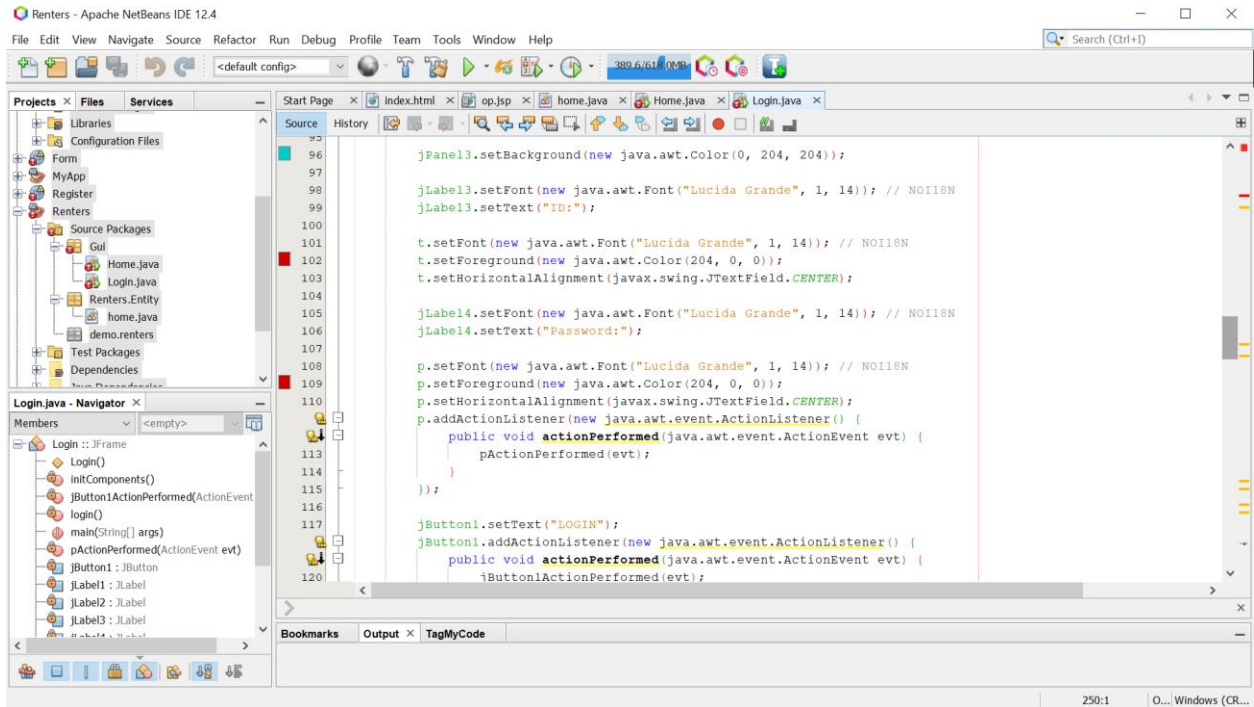 Renters - Apache NetBeans IDE 12.4
File Edit View Navigate Source Refactor Run Debug Profile Team Tools Window Help
Search (Ctrl+I)
<default config>
389.6/618.0MB
Projects Files Services
Libraries
Configuration Files
Form
MyApp
Register
Renters
Source Packages
Gui
Home.java
Login.java
Renters.Entity
home.java
demo.renters
Test Packages
Dependencies
Login.java - Navigator
Members <empty>
Login :: JFrame
Login()
initComponents()
jButton1ActionPerformed(ActionEvent
login()
main(String[] args)
pActionPerformed(ActionEvent evt)
jButton1 : JButton
jLabel1 : JLabel
jLabel2 : JLabel
jLabel3 : JLabel
Start Page index.html op.jsp home.java Home.java Login.java
Source History
95
96 jPanel3.setBackground(new java.awt.Color(0, 204, 204));
97
98 jLabel3.setFont(new java.awt.Font("Lucida Grande", 1, 14)); // NOI18N
99 jLabel3.setText("ID:");
100
101 t.setFont(new java.awt.Font("Lucida Grande", 1, 14)); // NOI18N
102 t.setForeground(new java.awt.Color(204, 0, 0));
103 t.setHorizontalAlignment(javax.swing.JTextField.CENTER);
104
105 jLabel4.setFont(new java.awt.Font("Lucida Grande", 1, 14)); // NOI18N
106 jLabel4.setText("Password:");
107
108 p.setFont(new java.awt.Font("Lucida Grande", 1, 14)); // NOI18N
109 p.setForeground(new java.awt.Color(204, 0, 0));
110 p.setHorizontalAlignment(javax.swing.JTextField.CENTER);
p.addActionListener(new java.awt.event.ActionListener() {
public void actionPerformed(java.awt.event.ActionEvent evt) {
113 pActionPerformed(evt);
114 }
115 });
116
117 jButton1.setText("LOGIN");
jButton1.addActionListener(new java.awt.event.ActionListener() {
public void actionPerformed(java.awt.event.ActionEvent evt) {
120 jButton1ActionPerformed(evt);
Bookmarks Output TagMyCode
250:1 O... Windows (CR...